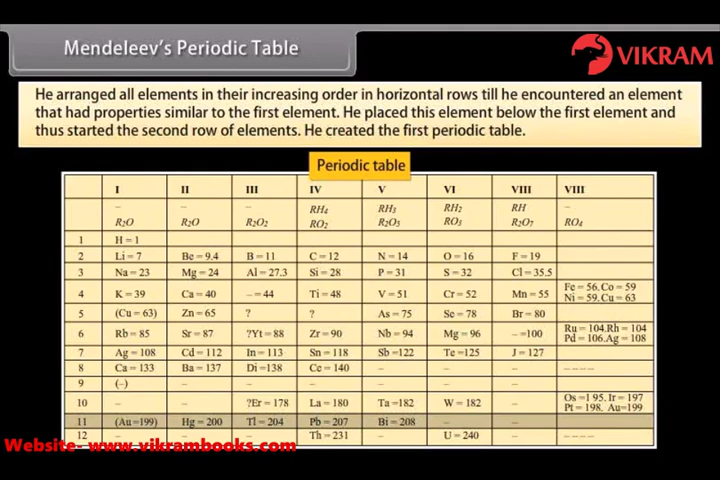 Mendeleev's Periodic Table
VIKRAM
He arranged all elements in their increasing order in horizontal rows till he encountered an element
that had properties similar to the first element. He placed this element below the first element and
thus started the second row of elements. He created the first periodic table.
Periodic table
I II III IV V VI VIII VIII
– – – RH4 RH3 RH2 RH –
R2O R2O R2O2 RO2 R2O5 RO3 R2O7 RO4
1 H = 1
2 Li = 7 Be = 9.4 B = 11 C = 12 N = 14 O = 16 F = 19
3 Na = 23 Mg = 24 Al = 27.3 Si = 28 P = 31 S = 32 Cl = 35.5
4 K = 39 Ca = 40 – = 44 Ti = 48 V = 51 Cr = 52 Mn = 55 Fe = 56. Co = 59
Ni = 59. Cu = 63
5 (Cu = 63) Zn = 65 ? ? As = 75 Se = 78 Br = 80
6 Rb = 85 Sr = 87 ?Yt = 88 Zr = 90 Nb = 94 Mg = 96 – =100 Ru = 104. Rh = 104
Pd = 106. Ag = 108
7 Ag = 108 Cd = 112 In = 113 Sn = 118 Sb =122 Te =125 J = 127
8 Ca = 133 Ba = 137 Di =138 Ce = 140 – – – – – – –
9 (–)
10 – – ?Er = 178 La = 180 Ta =182 W = 182 – Os =1 95. Ir = 197
Pt = 198. Au=199
11 (Au =199) Hg = 200 Tl = 204 Pb = 207 Bi = 208 – –
12 – – – Th = 231 – U = 240 – – – – –
Website- www.vikrambooks.com